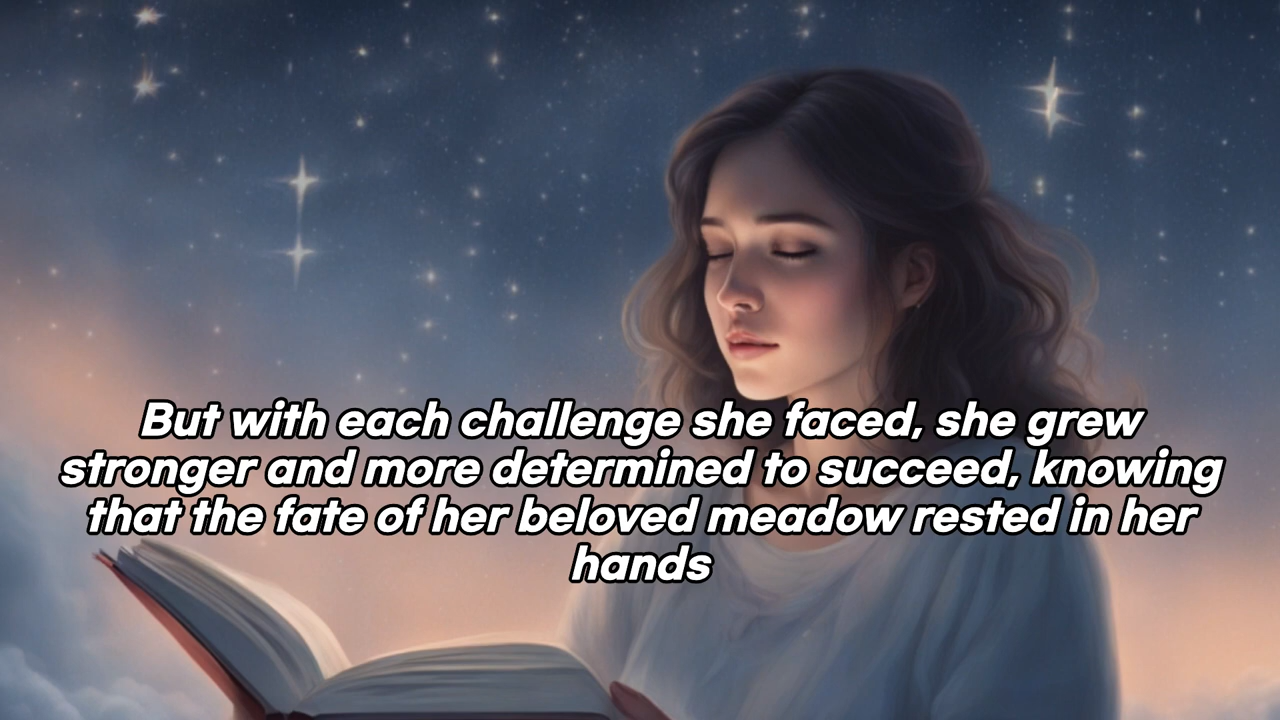 But with each challenge she faced, she grew
stronger and more determined to succeed, knowing
that the fate of her beloved meadow rested in her
hands